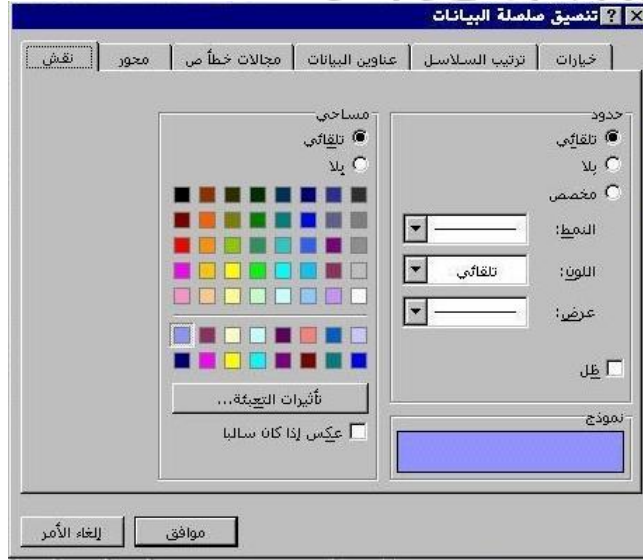 تنسيق سلسلة البيانات
خيارات
ترتيب السلاسل
عناوين البيانات
مجالات خطأ ص
محور
نقش
حدود
تلقائي
بلا
مخصص
النمط:
اللون:
تلقائي
عرض:
ظل
نموذج
مساحي
تلقائي
بلا
تأثيرات التعبئة...
عكس إذا كان سالبا
موافق
إلغاء الأمر